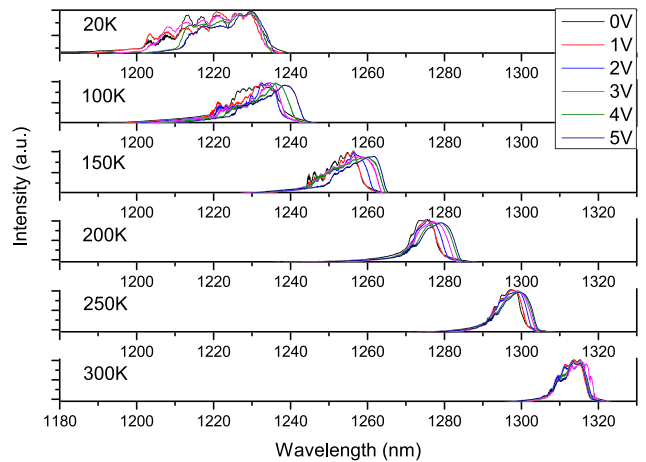 20K
0V
1V
2V
3V
4V
5V
1200 1220 1240 1260 1280 1300
100K
1200 1220 1240 1260 1280 1300 1320
150K
1200 1220 1240 1260 1280 1300 1320
200K
1200 1220 1240 1260 1280 1300 1320
250K
1200 1220 1240 1260 1280 1300 1320
300K
1180 1200 1220 1240 1260 1280 1300 1320
Intensity (a.u.)
Wavelength (nm)